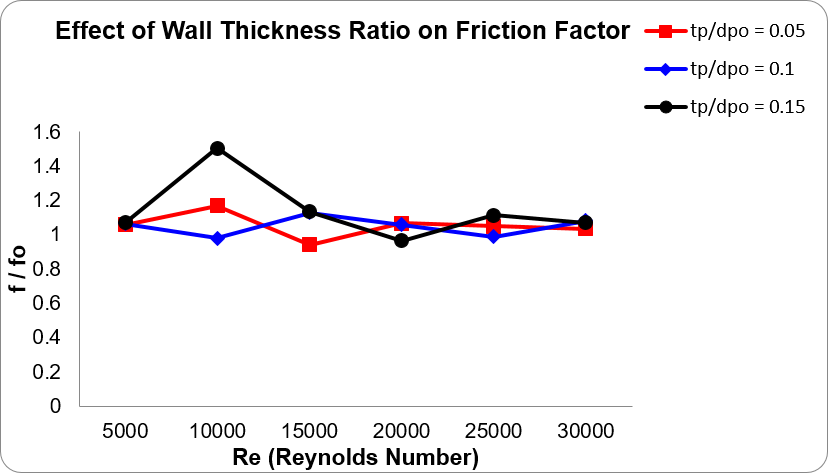 Effect of Wall Thickness Ratio on Friction Factor
tp/dpo = 0.05
tp/dpo = 0.1
tp/dpo = 0.15
1.6
1.4
1.2
1
0.8
0.6
0.4
0.2
0
f / fo
5000 10000 15000 20000 25000 30000
Re (Reynolds Number)